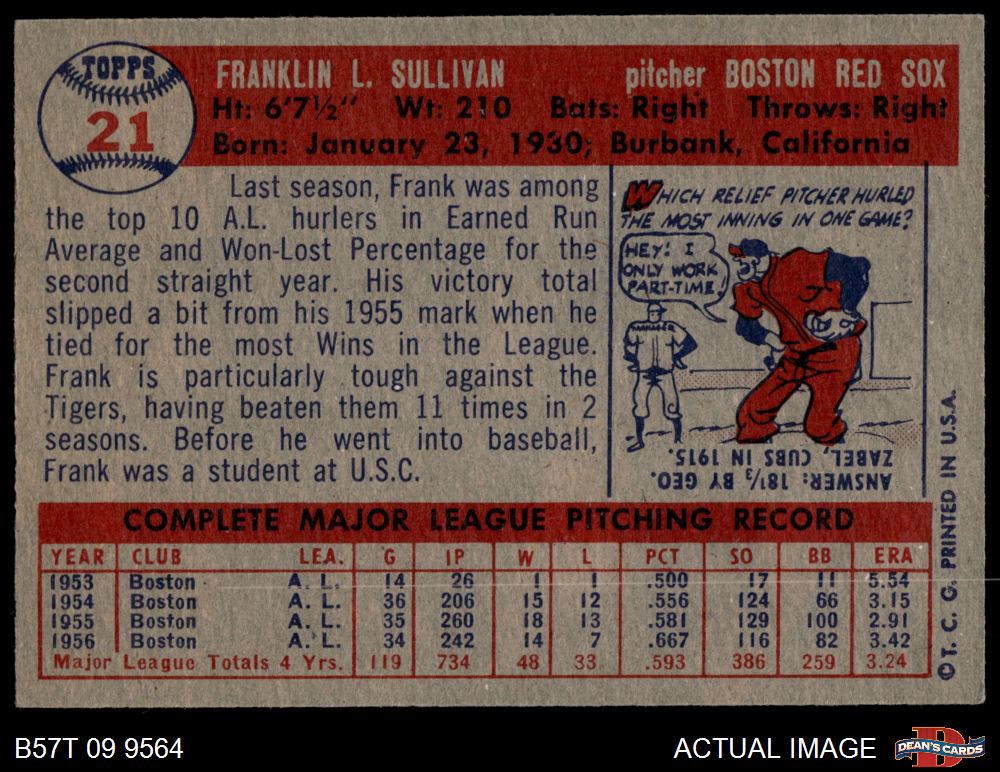 TOPPS
21
FRANKLIN L. SULLIVAN pitcher BOSTON RED SOX
Ht: 6'7½" Wt: 210 Bats: Right Throws: Right
Born: January 23, 1930; Burbank, California
Last season, Frank was among
the top 10 A.L. hurlers in Earned Run
Average and Won-Lost Percentage for the
second straight year. His victory total
slipped a bit from his 1955 mark when he
tied for the most Wins in the League.
Frank is particularly tough against the
Tigers, having beaten them 11 times in 2
seasons. Before he went into baseball,
Frank was a student at U.S.C.
WHICH RELIEF PITCHER HURLED
THE MOST INNING IN ONE GAME?
HEY! I
ONLY WORK
PART-TIME!
MANAGER
ANSWER: 18⅓ BY GEO.
ZABEL, CUBS IN 1915.
COMPLETE MAJOR LEAGUE PITCHING RECORD
YEAR CLUB LEA. G IP W L PCT SO BB ERA
1953 Boston A. L. 14 26 1 1 .500 17 11 5.54
1954 Boston A. L. 36 206 15 12 .556 124 66 3.15
1955 Boston A. L. 35 260 18 13 .581 129 100 2.91
1956 Boston A. L. 34 242 14 7 .667 116 82 3.42
Major League Totals 4 Yrs. 119 734 48 33 .593 386 259 3.24
©T. C. G. PRINTED IN U.S.A.
B57T 09 9564
ACTUAL IMAGE
DEAN'S CARDS